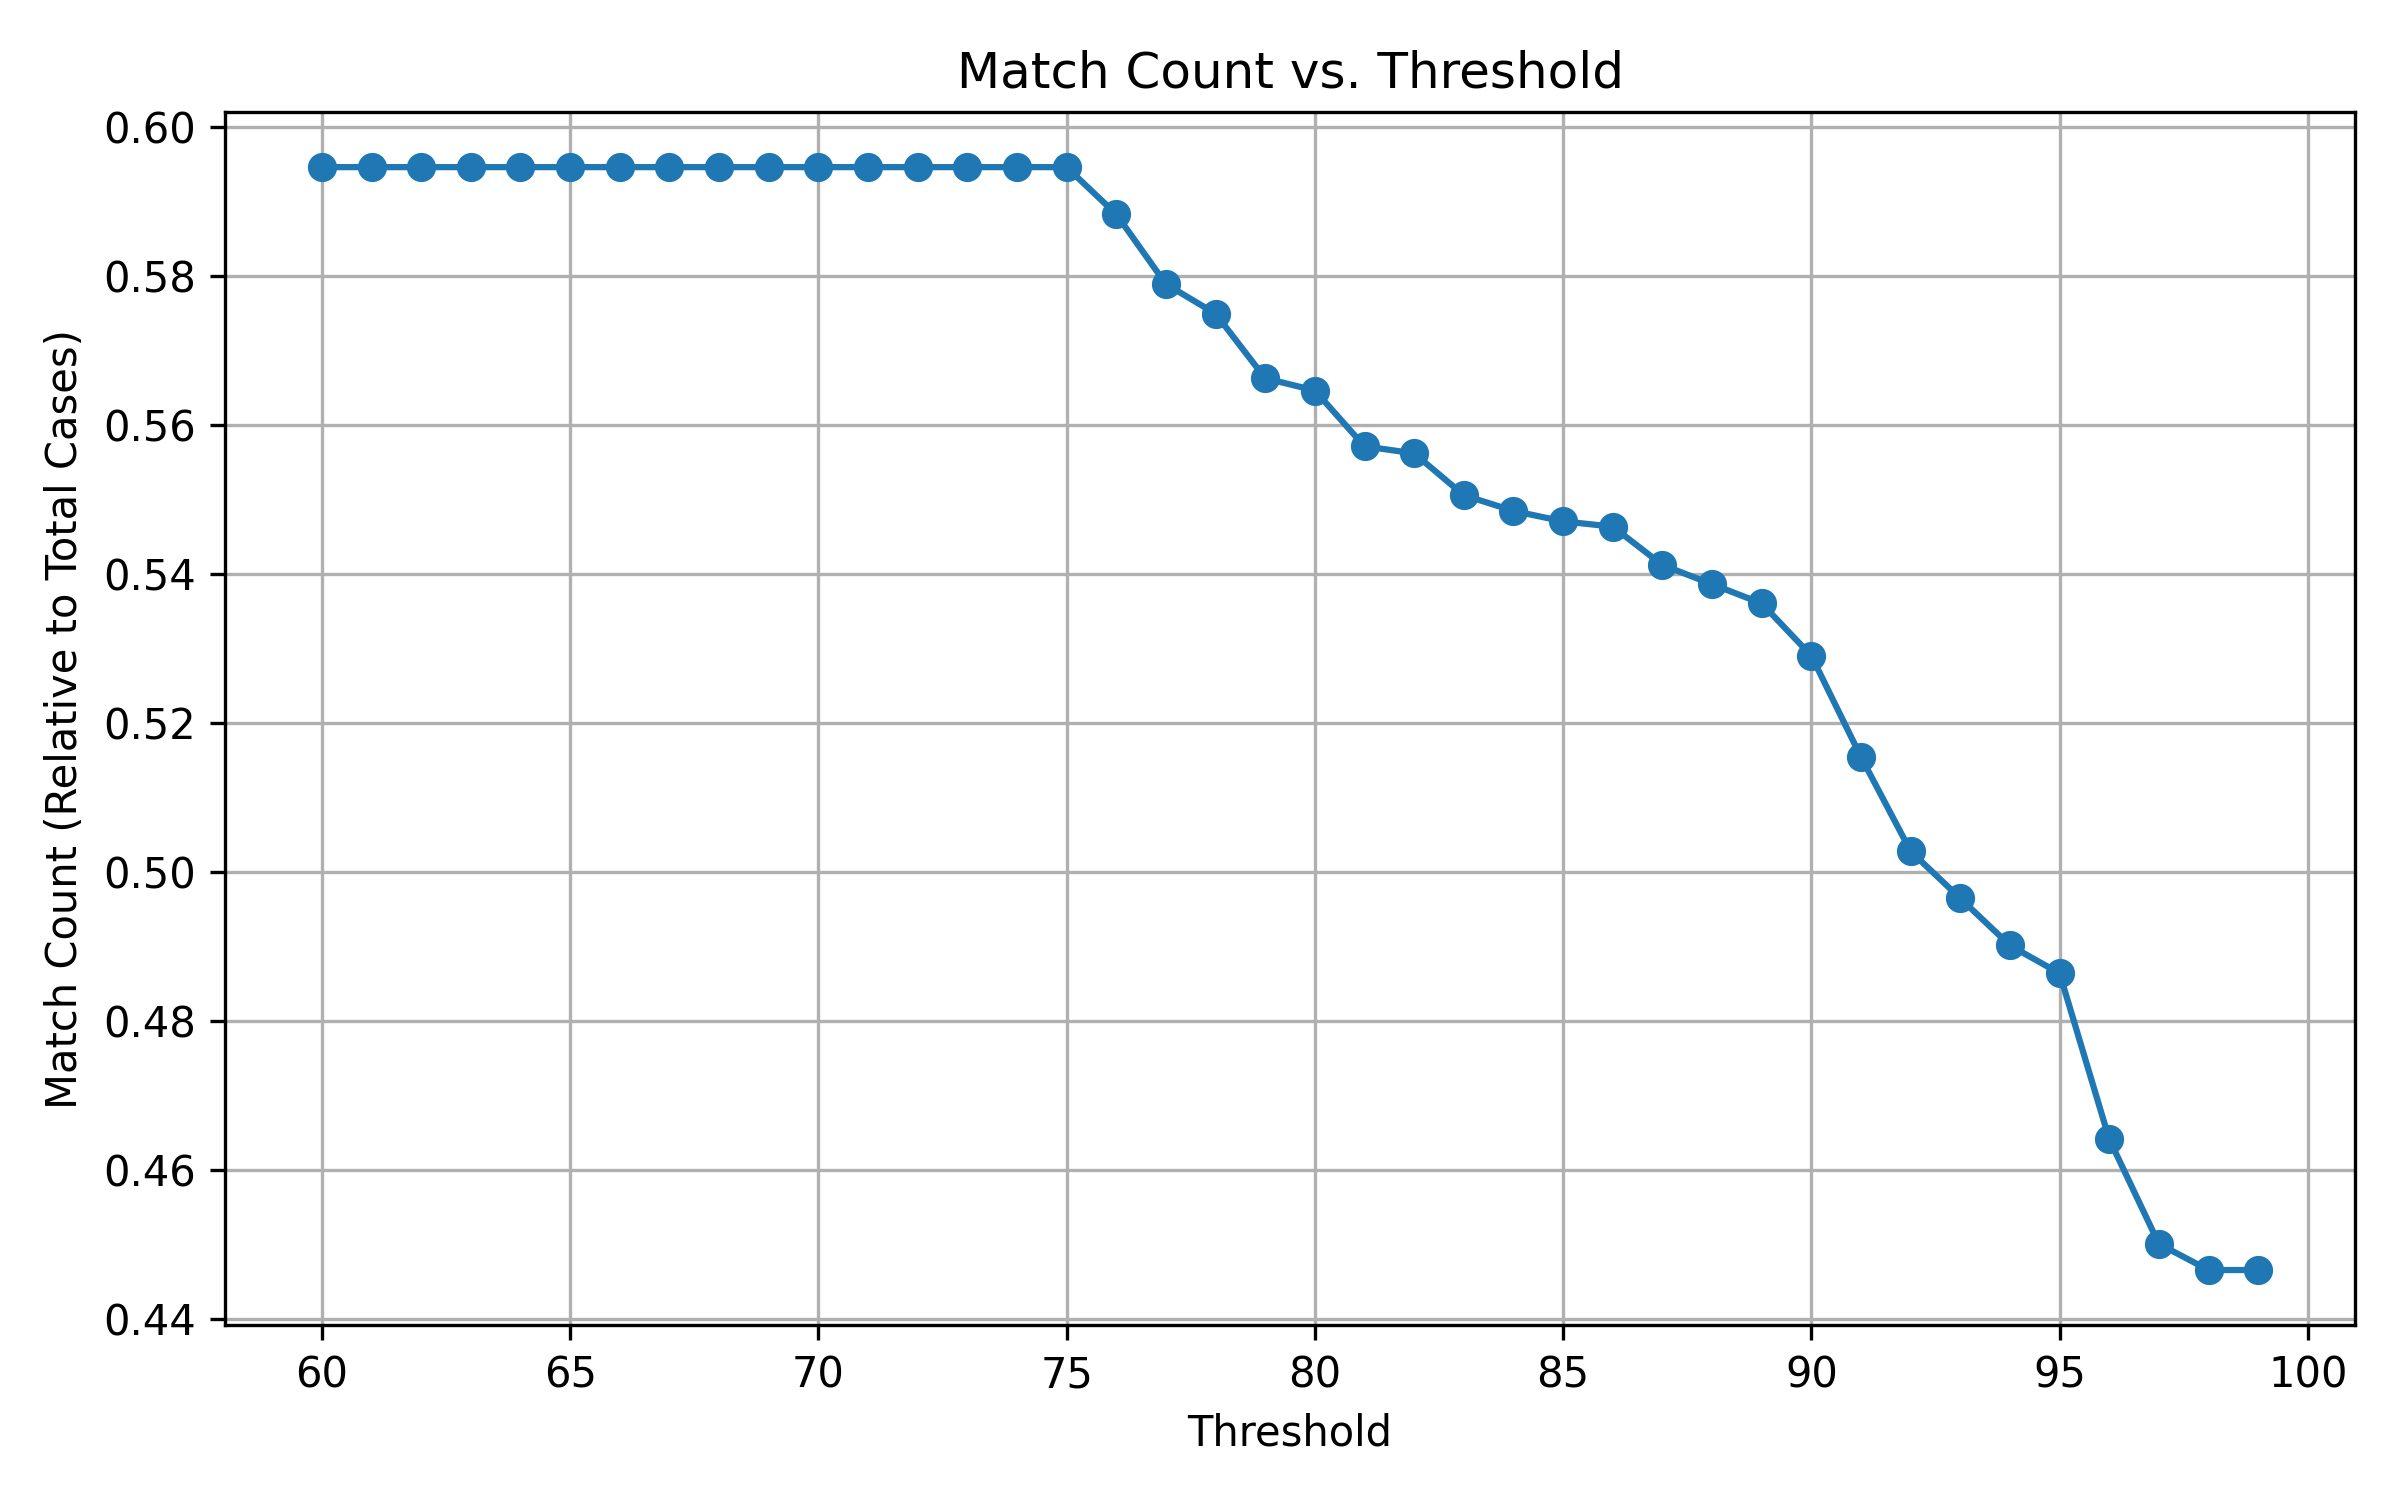 Match Count vs. Threshold
Match Count (Relative to Total Cases)
0.60
0.58
0.56
0.54
0.52
0.50
0.48
0.46
0.44
60 65 70 75 80 85 90 95 100
Threshold